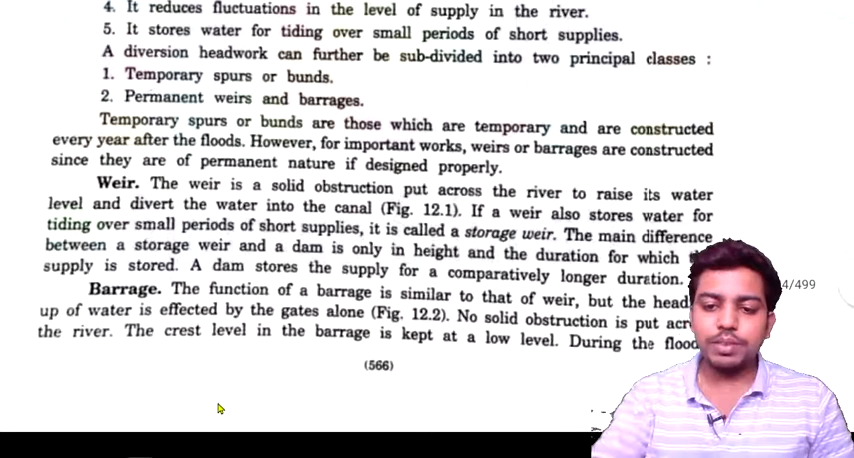 4. It reduces fluctuations in the level of supply in the river.
5. It stores water for tiding over small periods of short supplies.
A diversion headwork can further be sub-divided into two principal classes :
1. Temporary spurs or bunds.
2. Permanent weirs and barrages.
Temporary spurs or bunds are those which are temporary and are constructed
every year after the floods. However, for important works, weirs or barrages are constructed
since they are of permanent nature if designed properly.
Weir. The weir is a solid obstruction put across the river to raise its water
level and divert the water into the canal (Fig. 12.1). If a weir also stores water for
tiding over small periods of short supplies, it is called a storage weir. The main difference
between a storage weir and a dam is only in height and the duration for which
supply is stored. A dam stores the supply for a comparatively longer duration.
4/499
Barrage. The function of a barrage is similar to that of weir, but the head
up of water is effected by the gates alone (Fig. 12.2). No solid obstruction is put
the river. The crest level in the barrage is kept at a low level. During the
(566)